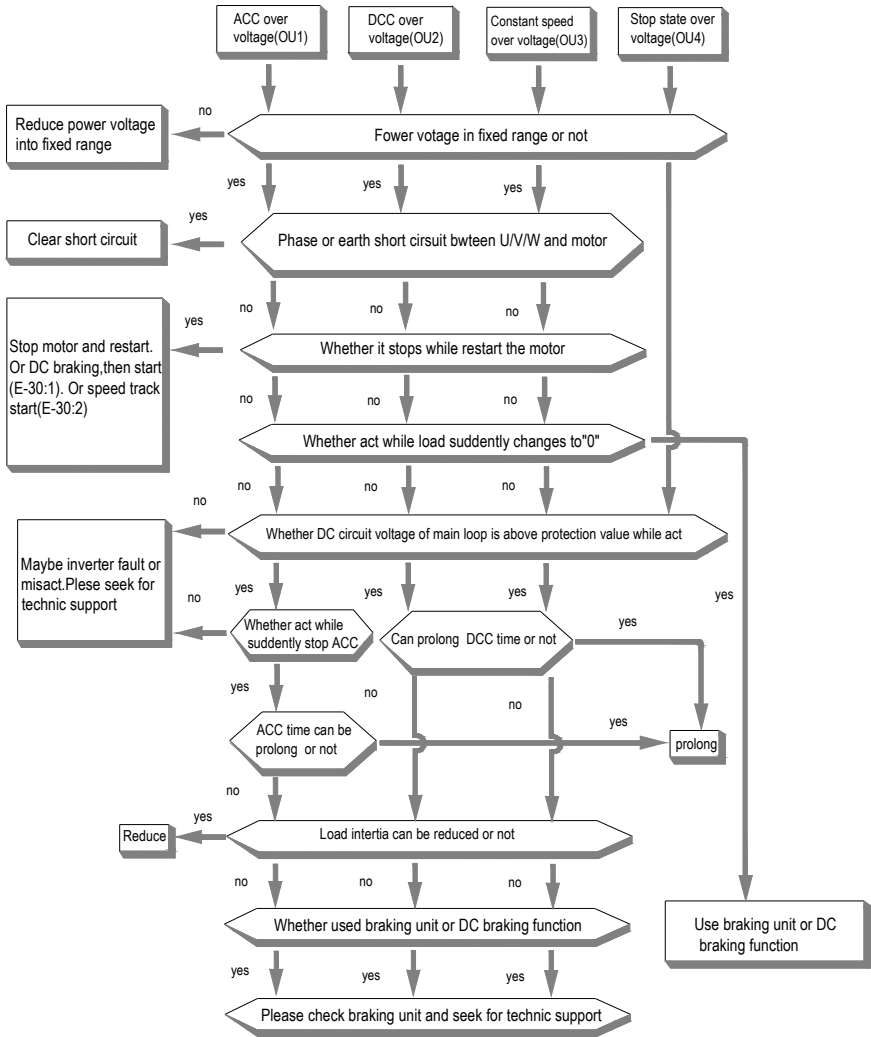 ACC over
voltage(OU1)
DCC over
voltage(OU2)
Constant speed
over voltage(OU3)
Stop state over
voltage(OU4)
no
Reduce power voltage
into fixed range
Fower votage in fixed range or not
yes
yes
yes
yes
Clear short circuit
Phase or earth short circuit bwteen U/V/W and motor
no
no
no
yes
Stop motor and restart.
Or DC braking,then start
(E-30:1). Or speed track
start(E-30:2)
Whether it stops while restart the motor
no
no
no
Whether act while load suddently changes to"0"
no
no
no
no
Whether DC circuit voltage of main loop is above protection value while act
Maybe inverter fault or
misact.Plese seek for
technic support
yes
yes
yes
yes
no
Whether act while
suddently stop ACC
Can prolong DCC time or not
yes
yes
no
no
ACC time can be
prolong or not
yes
prolong
no
yes
Reduce
Load intertia can be reduced or not
no
no
no
Whether used braking unit or DC braking function
Use braking unit or DC
braking function
yes
yes
yes
Please check braking unit and seek for technic support